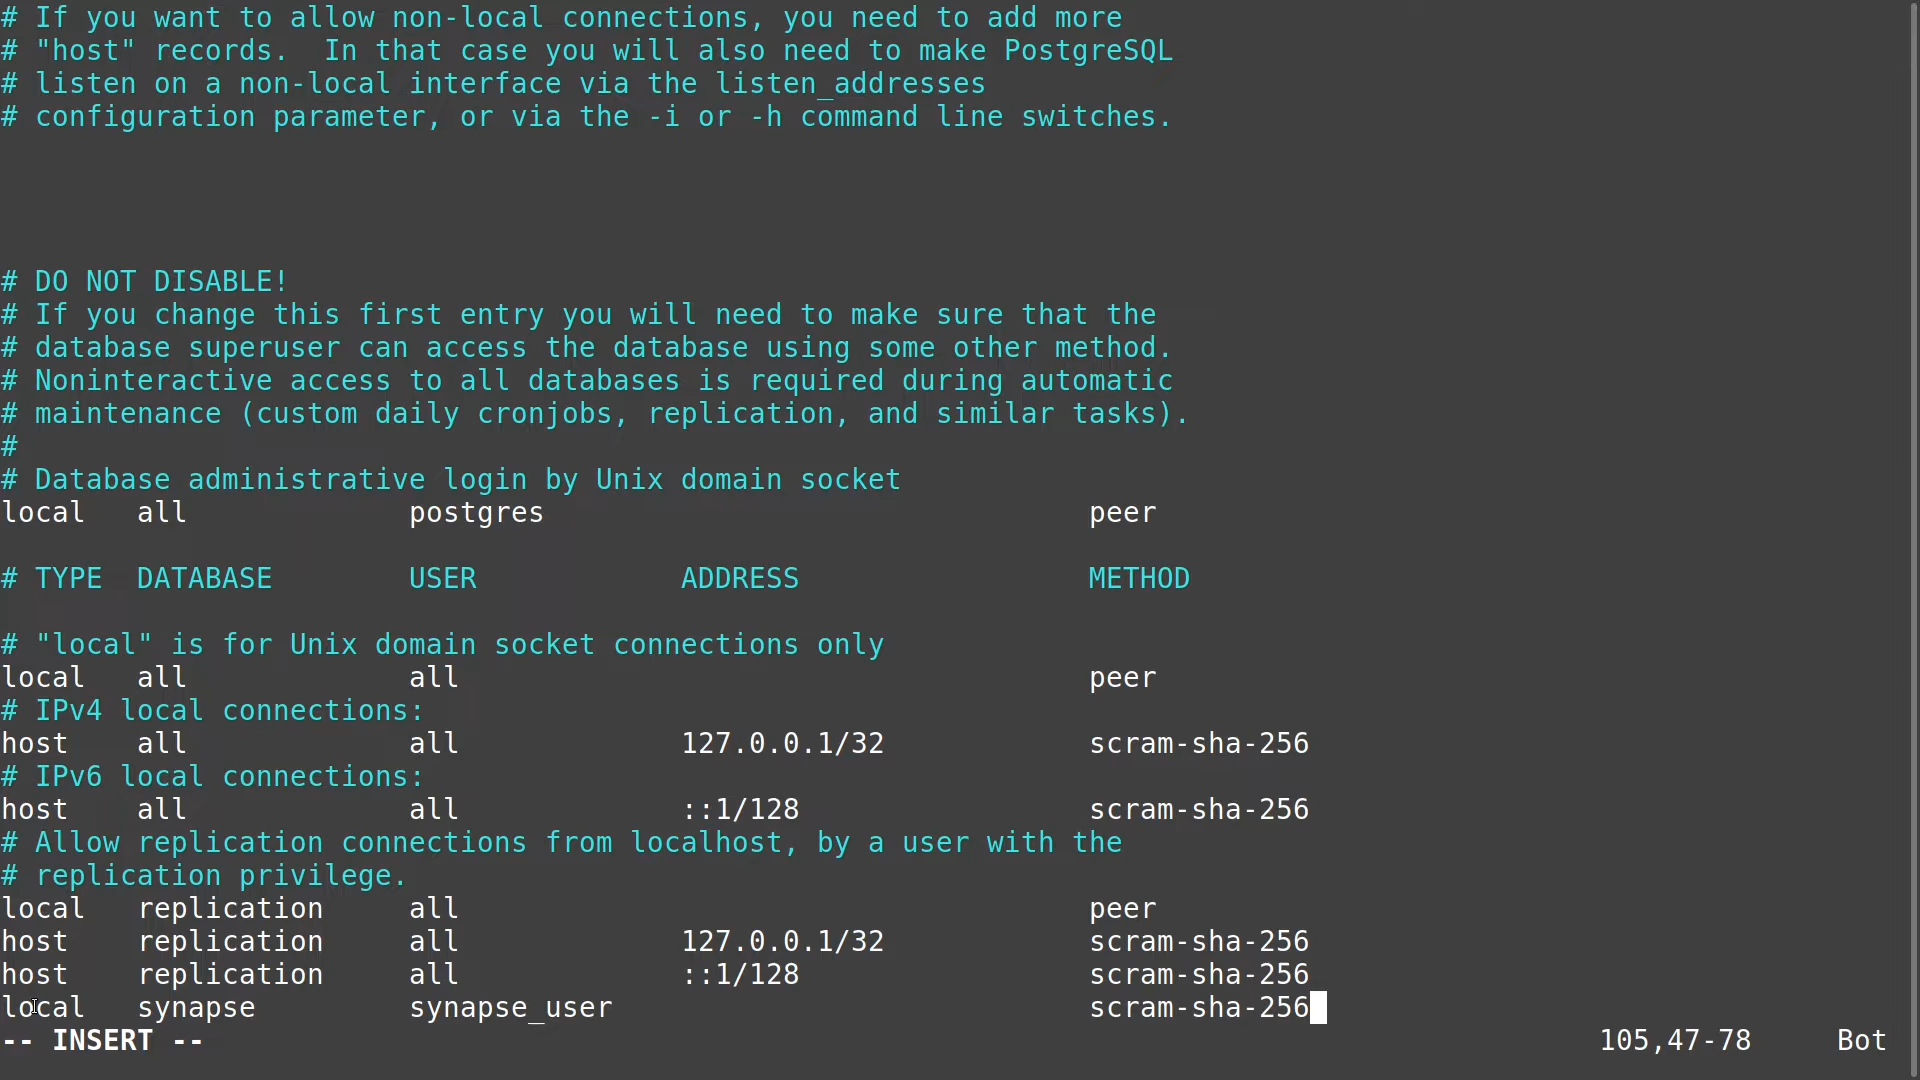 # If you want to allow non-local connections, you need to add more
# "host" records.  In that case you will also need to make PostgreSQL
# listen on a non-local interface via the listen_addresses
# configuration parameter, or via the -i or -h command line switches.
# DO NOT DISABLE!
# If you change this first entry you will need to make sure that the
# database superuser can access the database using some other method.
# Noninteractive access to all databases is required during automatic
# maintenance (custom daily cronjobs, replication, and similar tasks).
#
# Database administrative login by Unix domain socket
local   all             postgres                                peer
# TYPE  DATABASE        USER            ADDRESS                 METHOD
# "local" is for Unix domain socket connections only
local   all             all                                     peer
# IPv4 local connections:
host    all             all             127.0.0.1/32            scram-sha-256
# IPv6 local connections:
host    all             all             ::1/128                 scram-sha-256
# Allow replication connections from localhost, by a user with the
# replication privilege.
local   replication     all                                     peer
host    replication     all             127.0.0.1/32            scram-sha-256
host    replication     all             ::1/128                 scram-sha-256
local   synapse         synapse_user                            scram-sha-256
-- INSERT --                                                    105,47-78     Bot